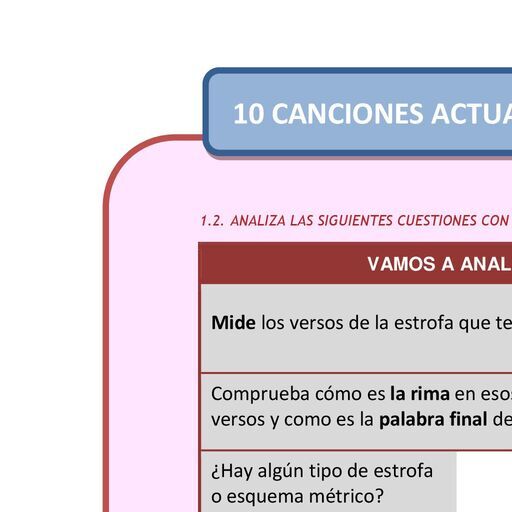 10 CANCIONES ACTUA
1.2. ANALIZA LAS SIGUIENTES CUESTIONES CON
VAMOS A ANAL
Mide los versos de la estrofa que te
Comprueba cómo es la rima en esos
versos y como es la palabra final de
¿Hay algún tipo de estrofa
o esquema métrico?